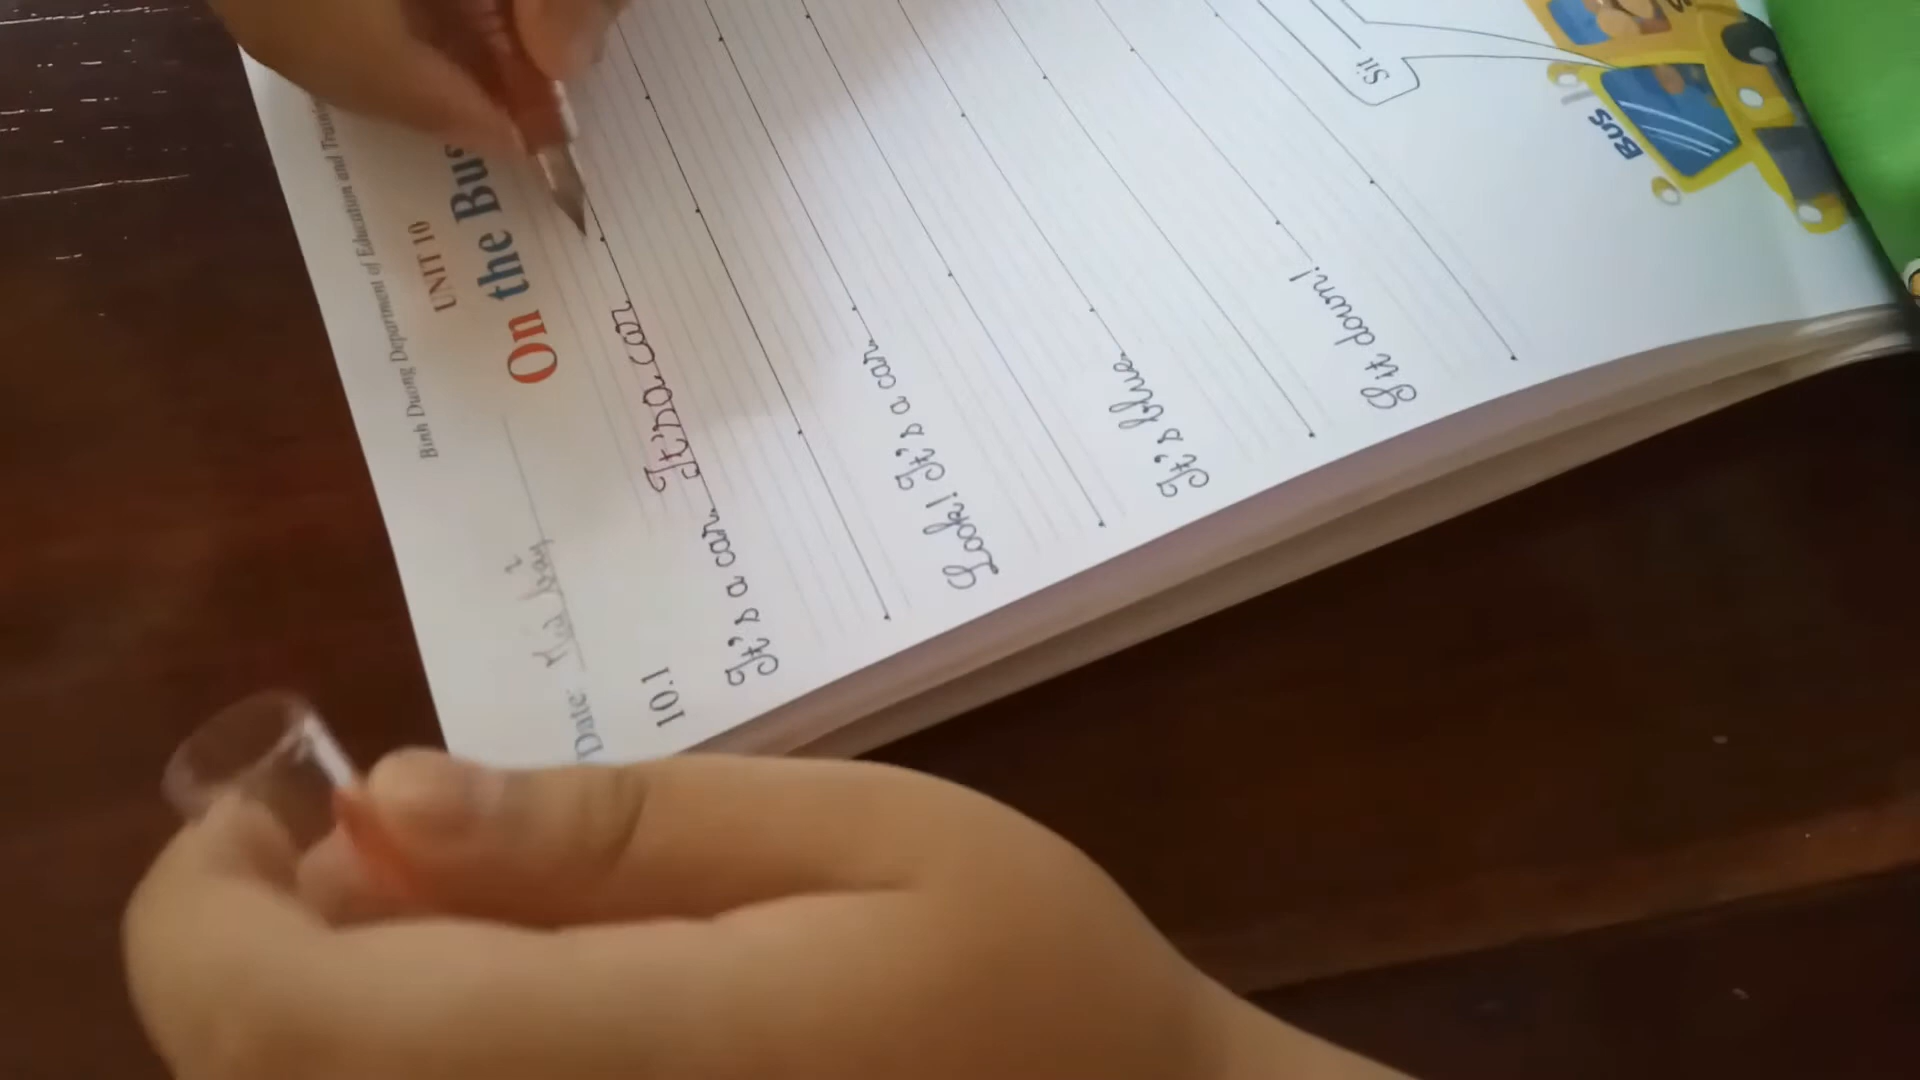 Binh Duong Department of Education and Traini
UNIT 10
On the Bus
Date:
10.1
It's a car It's a car
Look! It's a car
It's blue
Sit down!
Sit
BUS